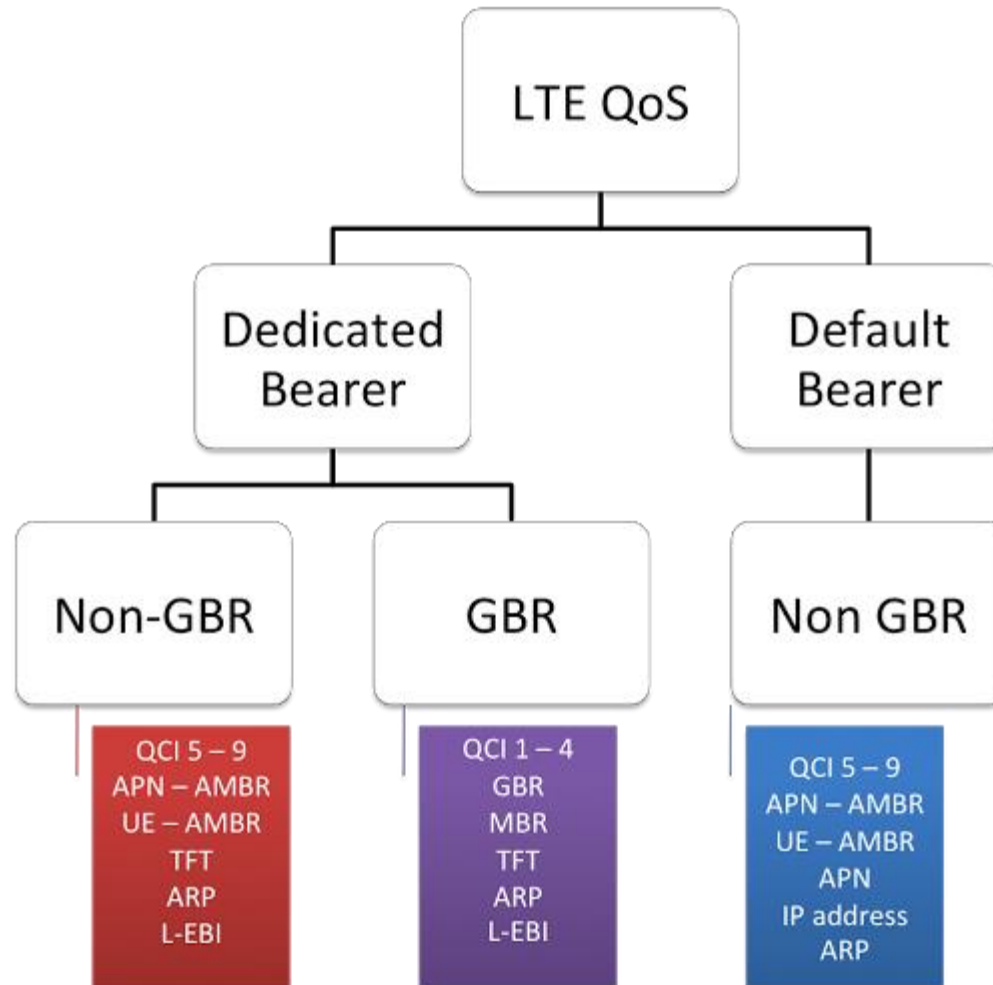 LTE QoS
Dedicated
Bearer
Default
Bearer
Non-GBR
GBR
Non GBR
QCI 5 – 9
APN – AMBR
UE – AMBR
TFT
ARP
L-EBI
QCI 1 – 4
GBR
MBR
TFT
ARP
L-EBI
QCI 5 – 9
APN – AMBR
UE – AMBR
APN
IP address
ARP